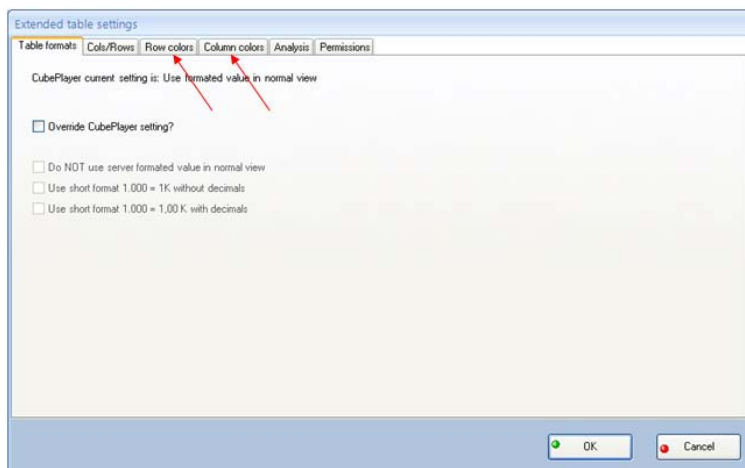 Extended table settings
Table formats Cols/Rows Row colors Column colors Analysis Permissions
CubePlayer current setting is: Use formated value in normal view
Override CubePlayer setting?
Do NOT use server formated value in normal view
Use short format 1.000 = 1K without decimals
Use short format 1.000 = 1,00 K with decimals
OK Cancel